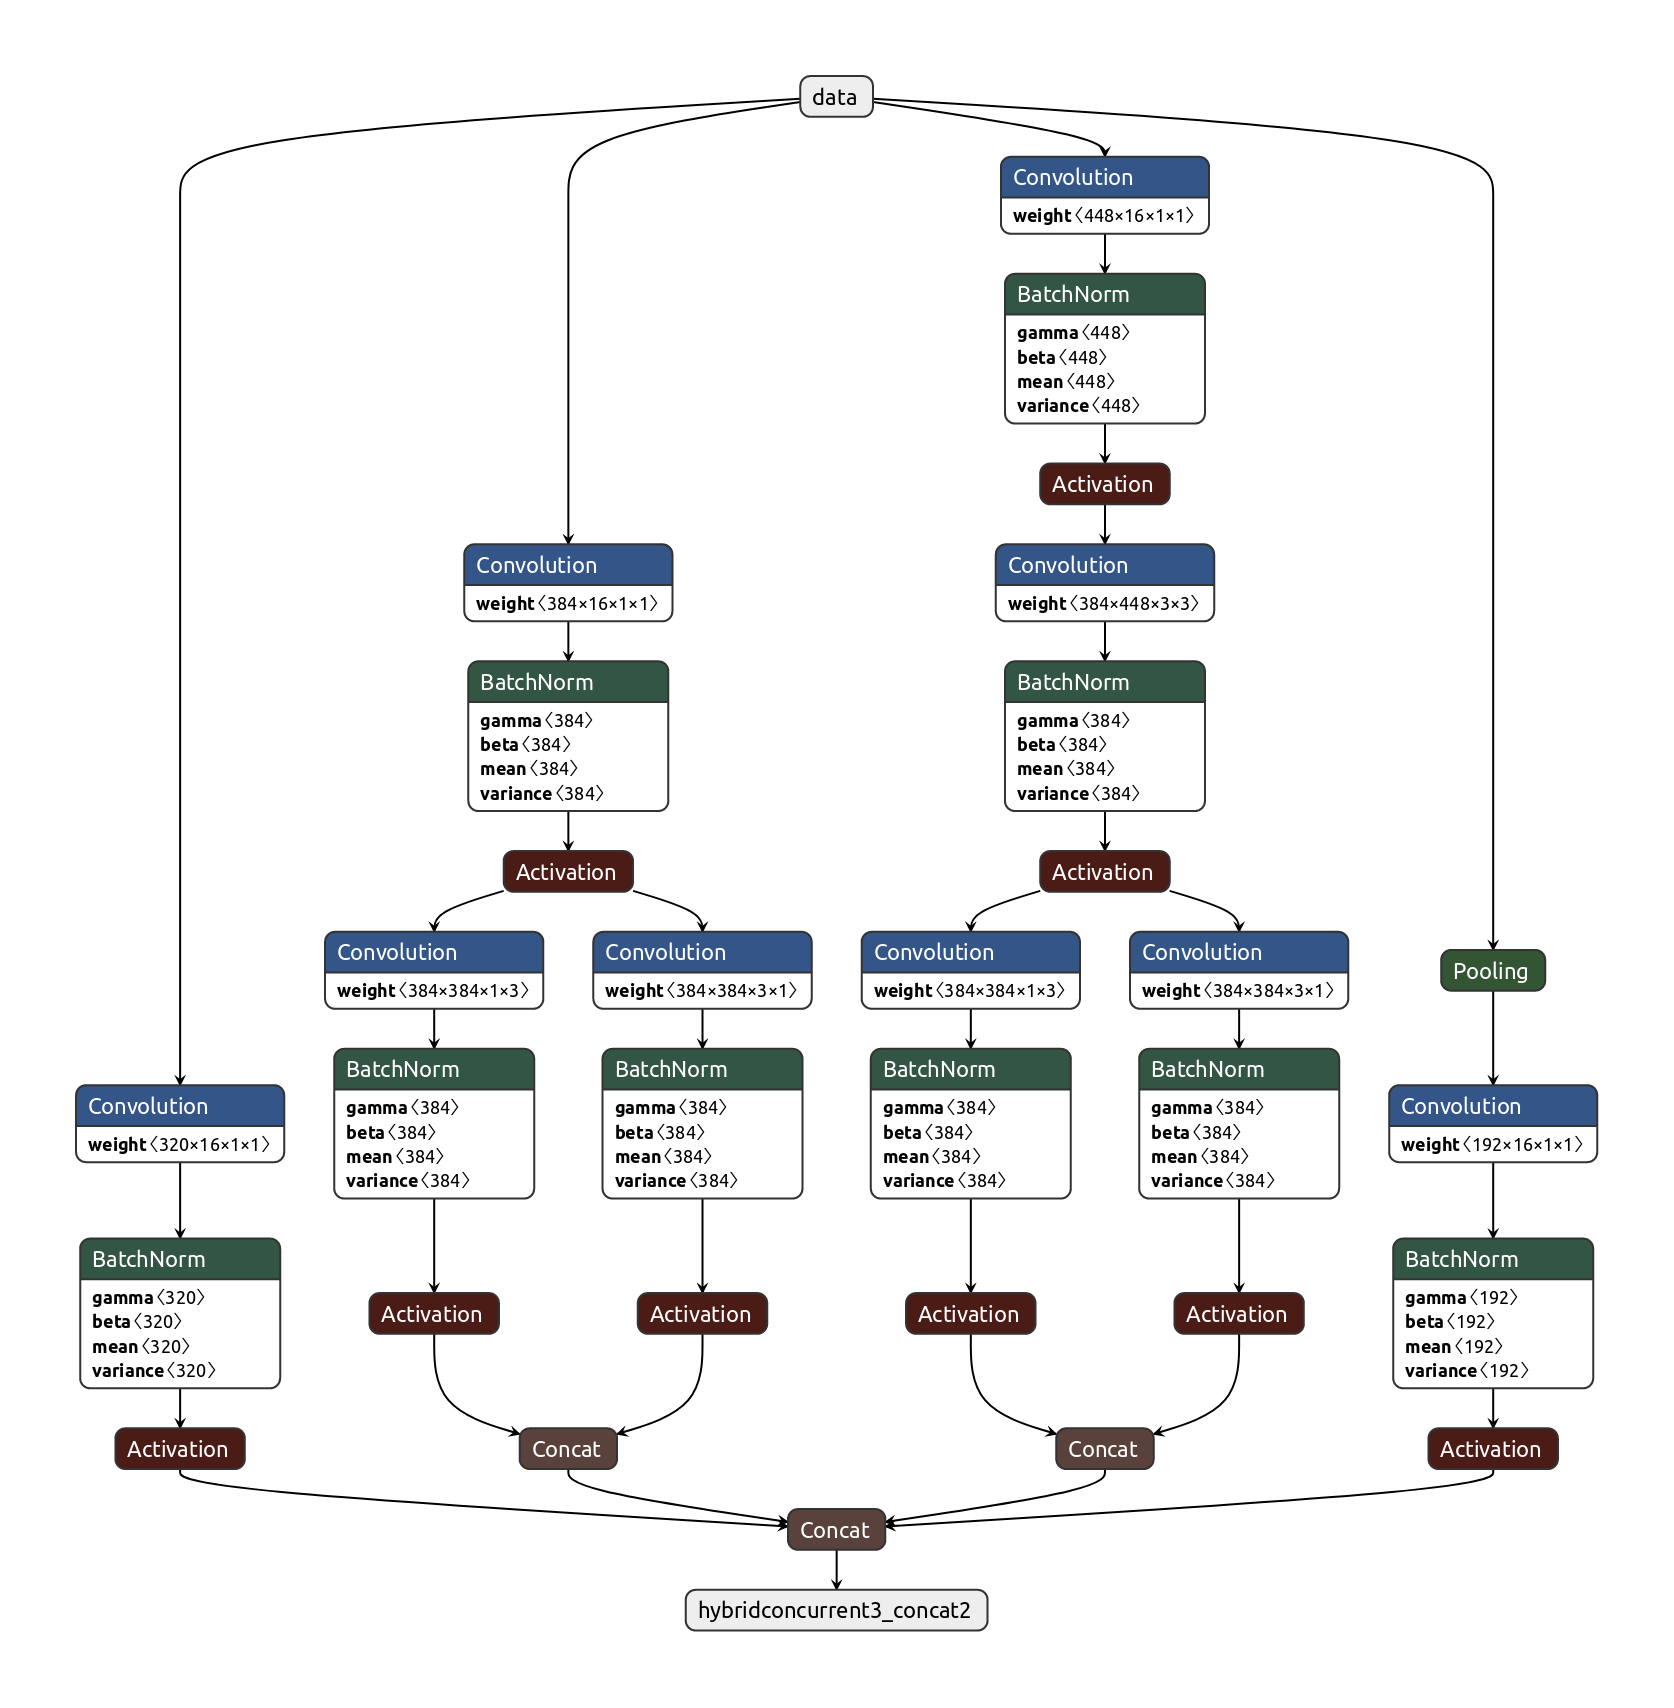 data
Convolution
weight〈448×16×1×1〉
BatchNorm
gamma〈448〉
beta〈448〉
mean〈448〉
variance〈448〉
Activation
Convolution
weight〈384×16×1×1〉
Convolution
weight〈384×448×3×3〉
BatchNorm
gamma〈384〉
beta〈384〉
mean〈384〉
variance〈384〉
BatchNorm
gamma〈384〉
beta〈384〉
mean〈384〉
variance〈384〉
Activation
Activation
Convolution
weight〈384×384×1×3〉
Convolution
weight〈384×384×3×1〉
Convolution
weight〈384×384×1×3〉
Convolution
weight〈384×384×3×1〉
Pooling
Convolution
weight〈320×16×1×1〉
BatchNorm
gamma〈384〉
beta〈384〉
mean〈384〉
variance〈384〉
BatchNorm
gamma〈384〉
beta〈384〉
mean〈384〉
variance〈384〉
BatchNorm
gamma〈384〉
beta〈384〉
mean〈384〉
variance〈384〉
BatchNorm
gamma〈384〉
beta〈384〉
mean〈384〉
variance〈384〉
Convolution
weight〈192×16×1×1〉
BatchNorm
gamma〈320〉
beta〈320〉
mean〈320〉
variance〈320〉
Activation
Activation
Activation
Activation
BatchNorm
gamma〈192〉
beta〈192〉
mean〈192〉
variance〈192〉
Activation
Concat
Concat
Activation
Concat
hybridconcurrent3_concat2